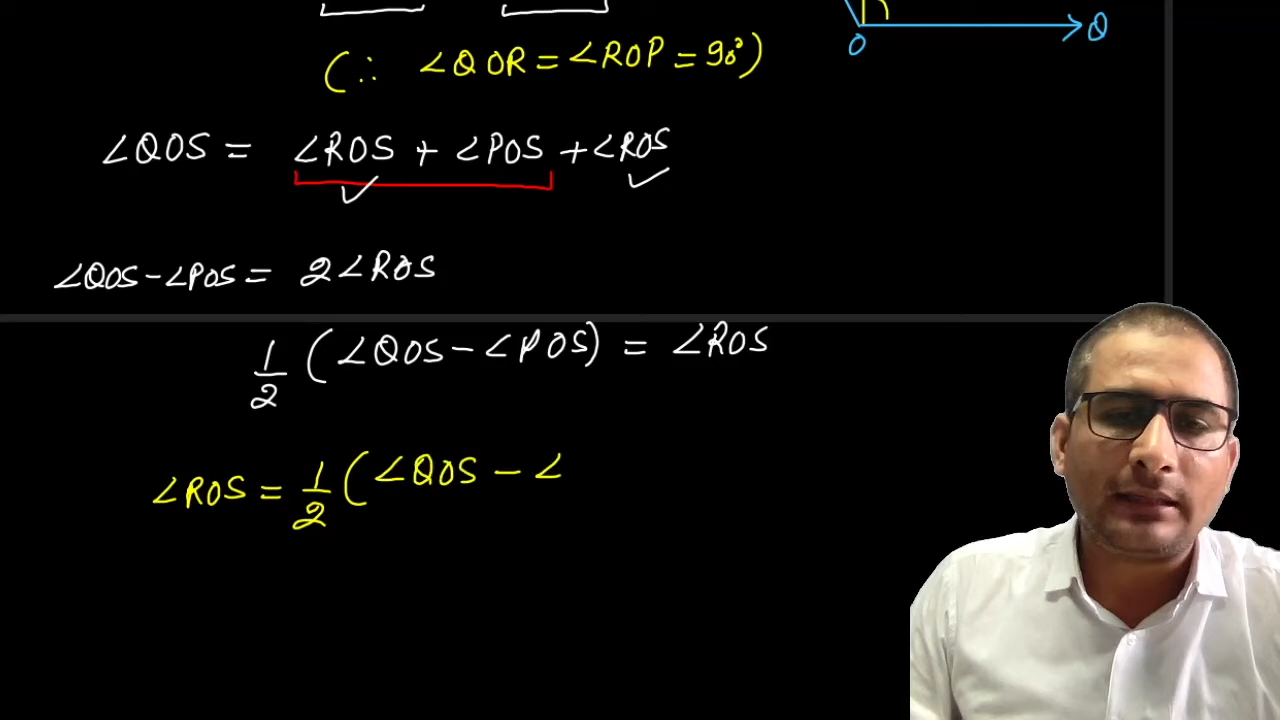 O Q
(∴ ∠QOR = ∠ROP = 90°)
∠QOS = ∠ROS + ∠POS + ∠ROS
∠QOS - ∠POS = 2∠ROS
1/2 (∠QOS - ∠POS) = ∠ROS
∠ROS = 1/2 (∠QOS - ∠